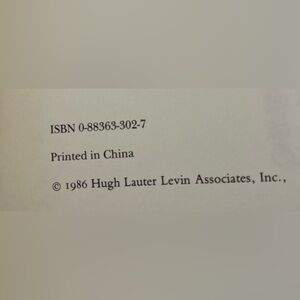 ISBN 0-88363-302-7
Printed in China
© 1986 Hugh Lauter Levin Associates, Inc.,